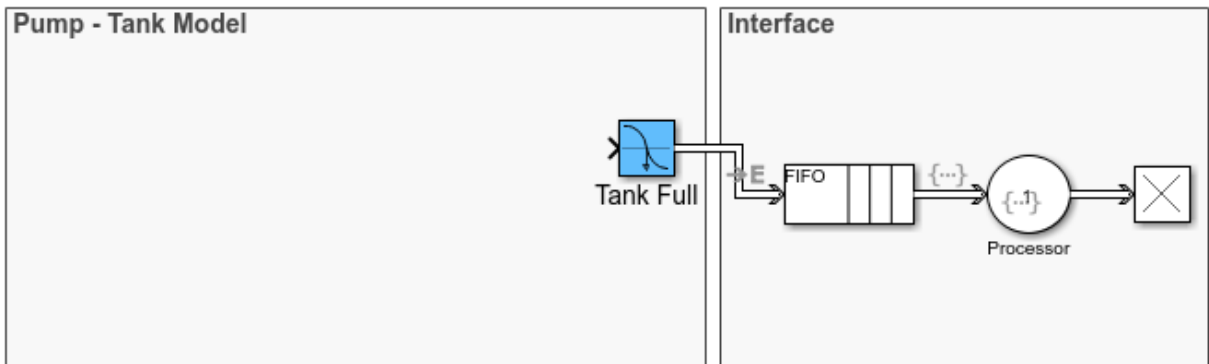 Pump - Tank Model
Interface
Tank Full
E
FIFO
{...}
{..1}
Processor